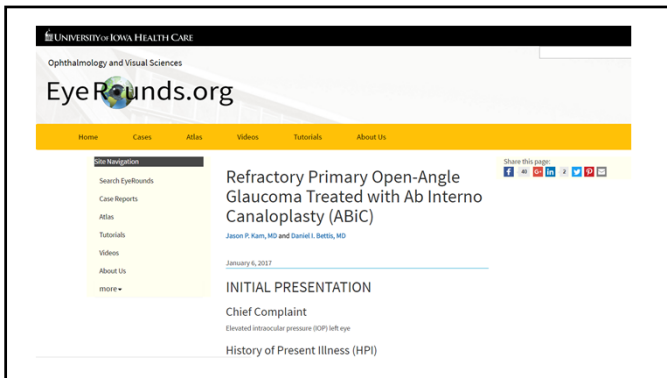 UNIVERSITY OF IOWA HEALTH CARE
Ophthalmology and Visual Sciences
EyeRounds.org
Home Cases Atlas Videos Tutorials About Us
Site Navigation
Search EyeRounds
Case Reports
Atlas
Tutorials
Videos
About Us
more
Refractory Primary Open-Angle
Glaucoma Treated with Ab Interno
Canaloplasty (ABiC)
Jason P. Kam, MD and Daniel I. Bettis, MD
January 6, 2017
INITIAL PRESENTATION
Chief Complaint
Elevated intraocular pressure (IOP) left eye
History of Present Illness (HPI)
Share this page:
f 40 G+ in 2